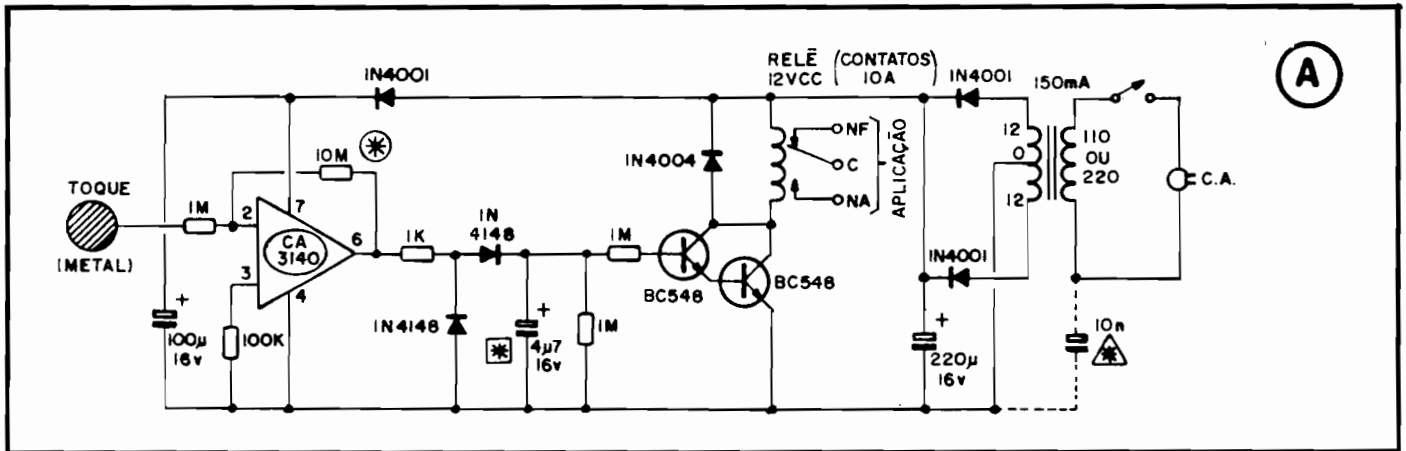 A
RELĒ (CONTATOS)
12VCC 10A
1N4001
1N4001
150mA
12
0
12
110
OU
220
C.A.
1N4004
NF
C
NA
APLICAÇÃO
10M
TOQUE
(METAL)
1M
2
7
CA
3140
6
3
4
1K
1N
4148
1M
BC548
BC548
1N4001
1N4148
+
100µ
16v
100K
+
4µ7
16v
1M
+
220µ
16v
10n